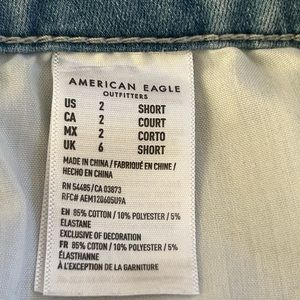 AMERICAN EAGLE
OUTFITTERS
US 2 SHORT
CA 2 COURT
MX 2 CORTO
UK 6 SHORT
MADE IN CHINA / FABRIQUÉ EN CHINE /
HECHO EN CHINA
RN 54485/CA 03873
RFC# AEM120405U9A
EN 85% COTTON / 10% POLYESTER / 5%
ELASTANE
EXCLUSIVE OF DECORATION
FR 85% COTON / 10% POLYESTER / 5%
ÉLASTHANNE
À L'EXCEPTION DE LA GARNITURE